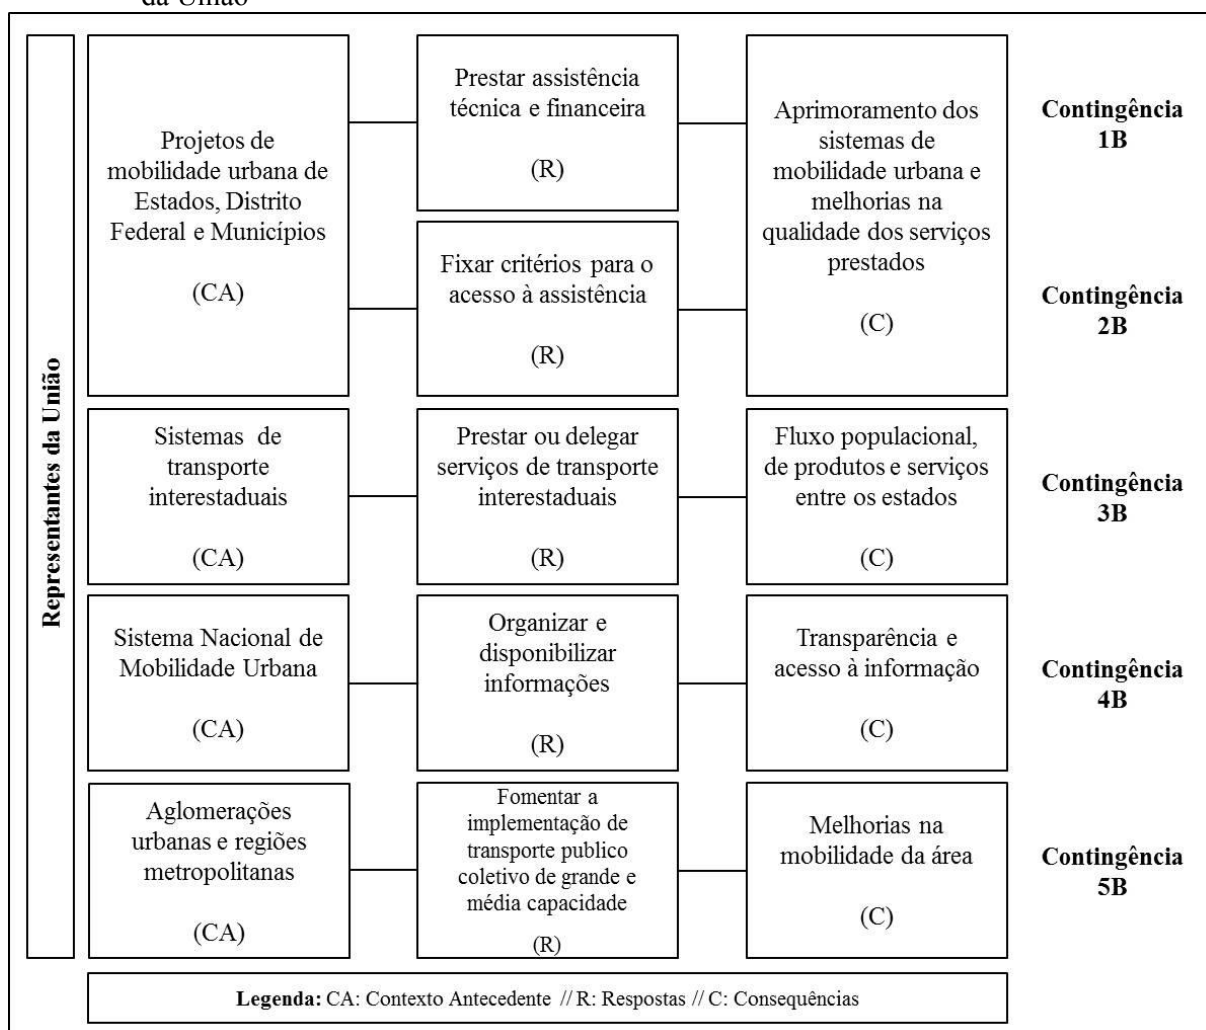 da União
Representantes da União
Projetos de
mobilidade urbana de
Estados, Distrito
Federal e Municípios
(CA)
Prestar assistência
técnica e financeira
(R)
Fixar critérios para o
acesso à assistência
(R)
Aprimoramento dos
sistemas de
mobilidade urbana e
melhorias na
qualidade dos serviços
prestados
(C)
Contingência
1B
Contingência
2B
Sistemas de
transporte
interestaduais
(CA)
Prestar ou delegar
serviços de transporte
interestaduais
(R)
Fluxo populacional,
de produtos e serviços
entre os estados
(C)
Contingência
3B
Sistema Nacional de
Mobilidade Urbana
(CA)
Organizar e
disponibilizar
informações
(R)
Transparência e
acesso à informação
(C)
Contingência
4B
Aglomerações
urbanas e regiões
metropolitanas
(CA)
Fomentar a
implementação de
transporte publico
coletivo de grande e
média capacidade
(R)
Melhorias na
mobilidade da área
(C)
Contingência
5B
Legenda: CA: Contexto Antecedente // R: Respostas // C: Consequências